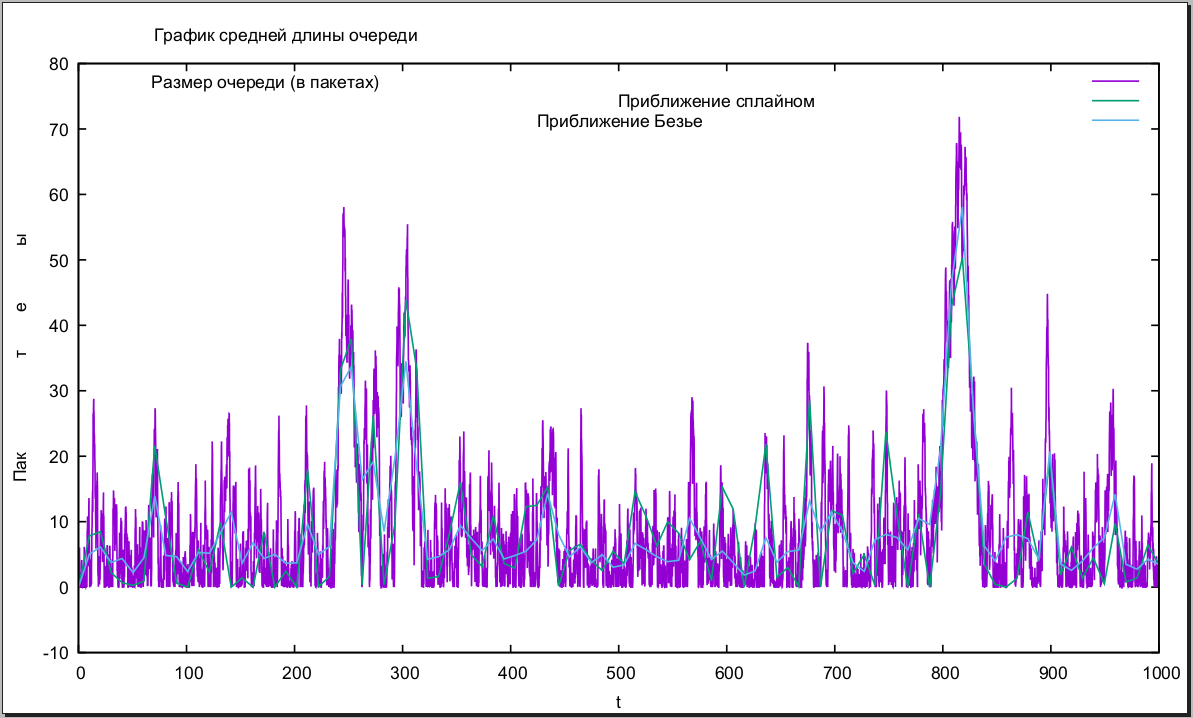 График средней длины очереди
Размер очереди (в пакетах)
Приближение сплайном
Приближение Безье
80
70
60
50
40
30
20
10
0
-10
Пак т е ы
0 100 200 300 400 500 600 700 800 900 1000
t